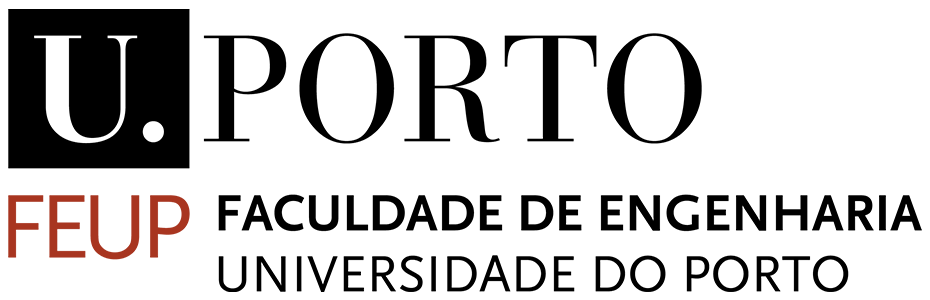 U. PORTO
FEUP FACULDADE DE ENGENHARIA
UNIVERSIDADE DO PORTO